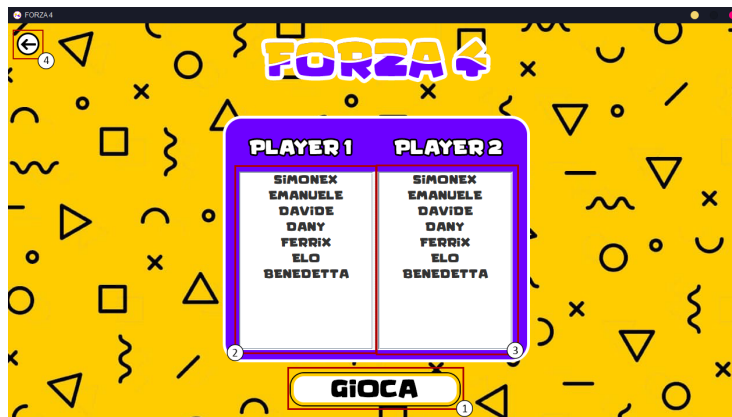 FORZA 4
4
FORZA 4
PLAYER 1 PLAYER 2
SIMONEX SIMONEX
EMANUELE EMANUELE
DAVIDE DAVIDE
DANY DANY
FERRIX FERRIX
ELO ELO
BENEDETTA BENEDETTA
2 3
GIOCA
1